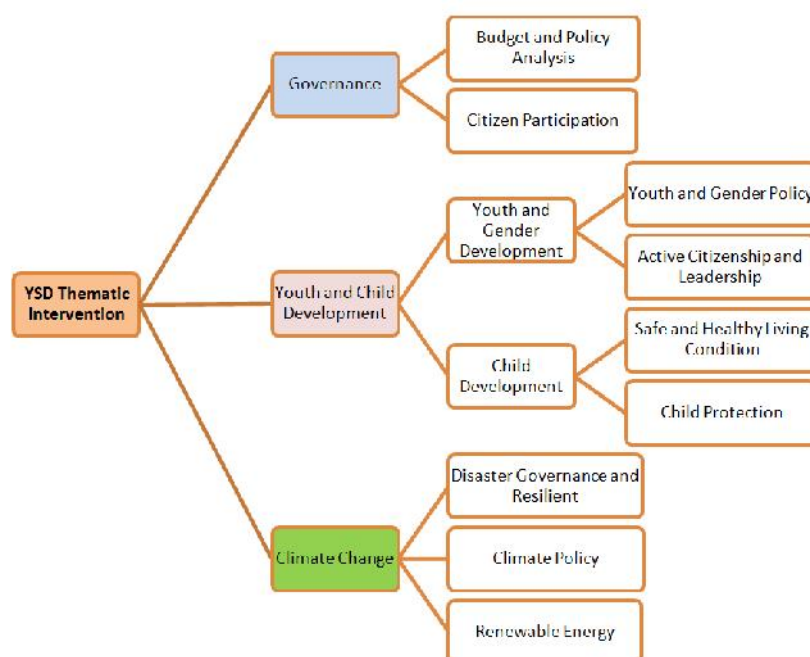 YSD Thematic
Intervention
Governance
Budget and Policy
Analysis
Citizen Participation
Youth and Child
Development
Youth and
Gender
Development
Youth and Gender Policy
Active Citizenship and
Leadership
Child
Development
Safe and Healthy Living
Condition
Child Protection
Climate Change
Disaster Governance and
Resilient
Climate Policy
Renewable Energy